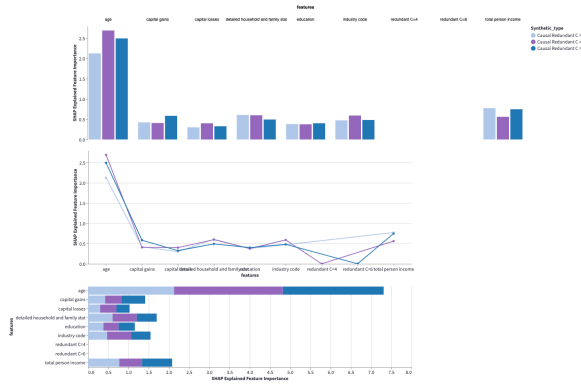 features
age capital gains capital losses detailed household and family stat education industry code redundant C=4 redundant C=6 total person income
Synthetic_type
Causal Redundant C =
Causal Redundant C =
Causal Redundant C =
SHAP Explained Feature Importance
2.5
2.0
1.5
1.0
0.5
0.0
SHAP Explained Feature Importance
2.5
2.0
1.5
1.0
0.5
0.0
age capital gains capital detailed household and family education industry code redundant C=4 redundant C=6 total person income
features
features
age
capital gains
capital losses
detailed household and family stat
education
industry code
redundant C=4
redundant C=6
total person income
0.0 0.5 1.0 1.5 2.0 2.5 3.0 3.5 4.0 4.5 5.0 5.5 6.0 6.5 7.0 7.5 8.0
SHAP Explained Feature Importance